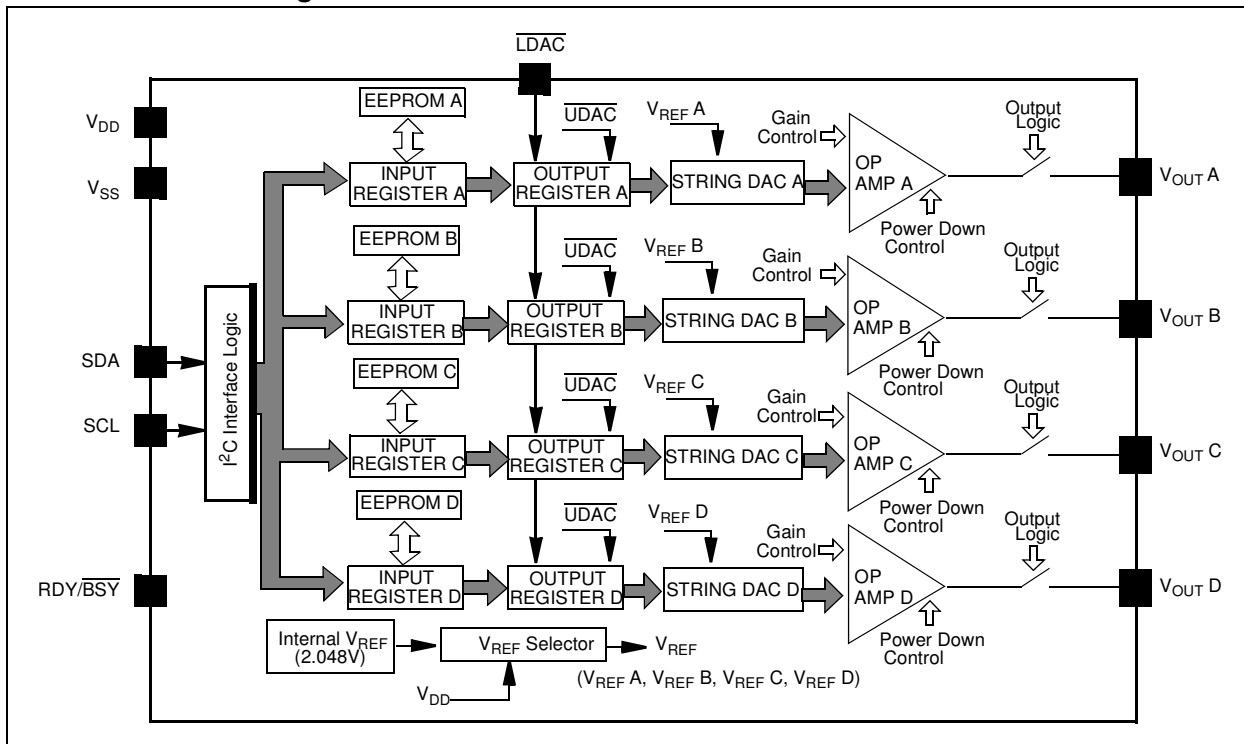 LDAC
EEPROM A
UDAC
VREF A
Gain
Control
Output
Logic
VDD
VSS
INPUT
REGISTER A
OUTPUT
REGISTER A
STRING DAC A
OP
AMP A
VOUT A
Power Down
Control
EEPROM B
UDAC
VREF B
Gain
Control
Output
Logic
INPUT
REGISTER B
OUTPUT
REGISTER B
STRING DAC B
OP
AMP B
VOUT B
Power Down
Control
SDA
SCL
I²C Interface Logic
EEPROM C
UDAC
VREF C
Gain
Control
Output
Logic
INPUT
REGISTER C
OUTPUT
REGISTER C
STRING DAC C
OP
AMP C
VOUT C
Power Down
Control
EEPROM D
UDAC
VREF D
Gain
Control
Output
Logic
RDY/BSY
INPUT
REGISTER D
OUTPUT
REGISTER D
STRING DAC D
OP
AMP D
VOUT D
Power Down
Control
Internal VREF
(2.048V)
VREF Selector
VREF
(VREF A, VREF B, VREF C, VREF D)
VDD